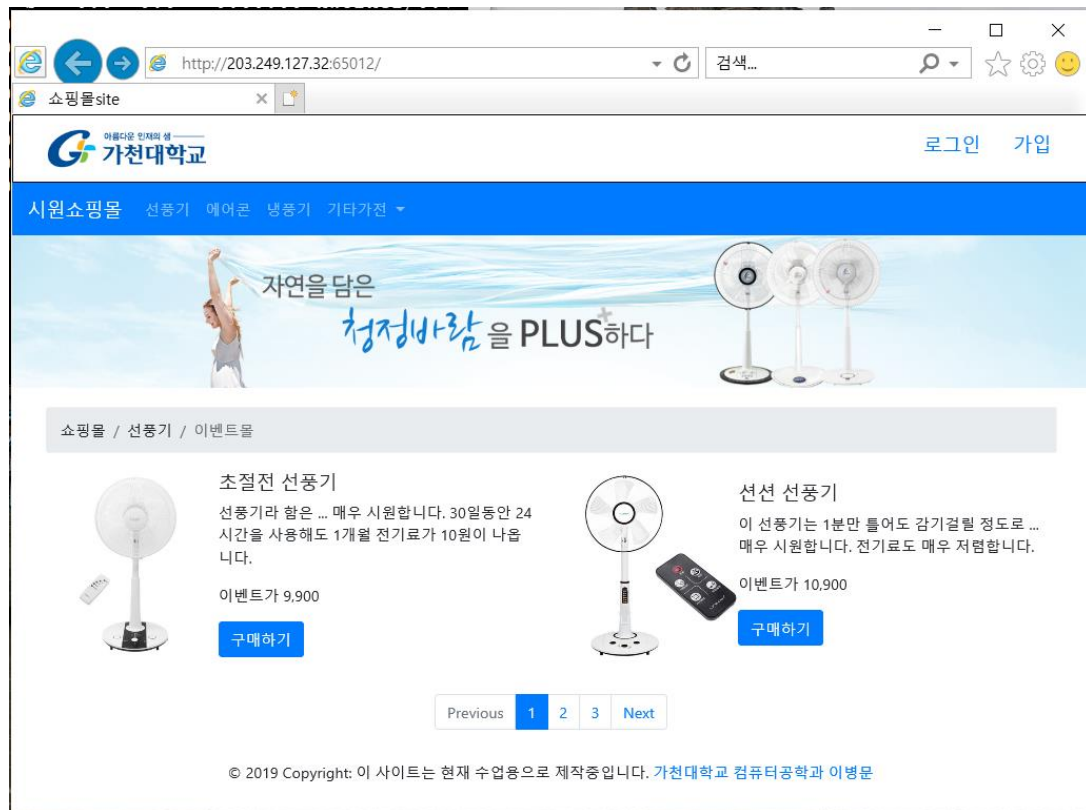 http://203.249.127.32:65012/
검색...
쇼핑몰site
아름다운 인재의 샘
가천대학교
로그인 가입
시원쇼핑몰 선풍기 에어콘 냉풍기 기타가전
자연을 담은
청정바람을 PLUS+하다
쇼핑몰 / 선풍기 / 이벤트몰
초절전 선풍기
선풍기라 함은 ... 매우 시원합니다. 30일동안 24
시간을 사용해도 1개월 전기료가 10원이 나옵
니다.
이벤트가 9,900
구매하기
션션 선풍기
이 선풍기는 1분만 틀어도 감기걸릴 정도로 ...
매우 시원합니다. 전기료도 매우 저렴합니다.
이벤트가 10,900
구매하기
Previous 1 2 3 Next
© 2019 Copyright: 이 사이트는 현재 수업용으로 제작중입니다. 가천대학교 컴퓨터공학과 이병문